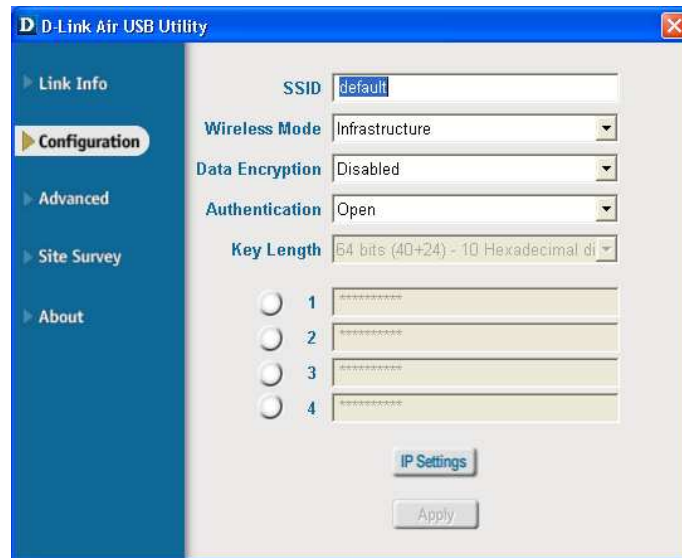 D D-Link Air USB Utility
Link Info
Configuration
Advanced
Site Survey
About
SSID default
Wireless Mode Infrastructure
Data Encryption Disabled
Authentication Open
Key Length 64 bits (40+24) - 10 Hexadecimal di
1 **********
2 **********
3 **********
4 **********
IP Settings
Apply